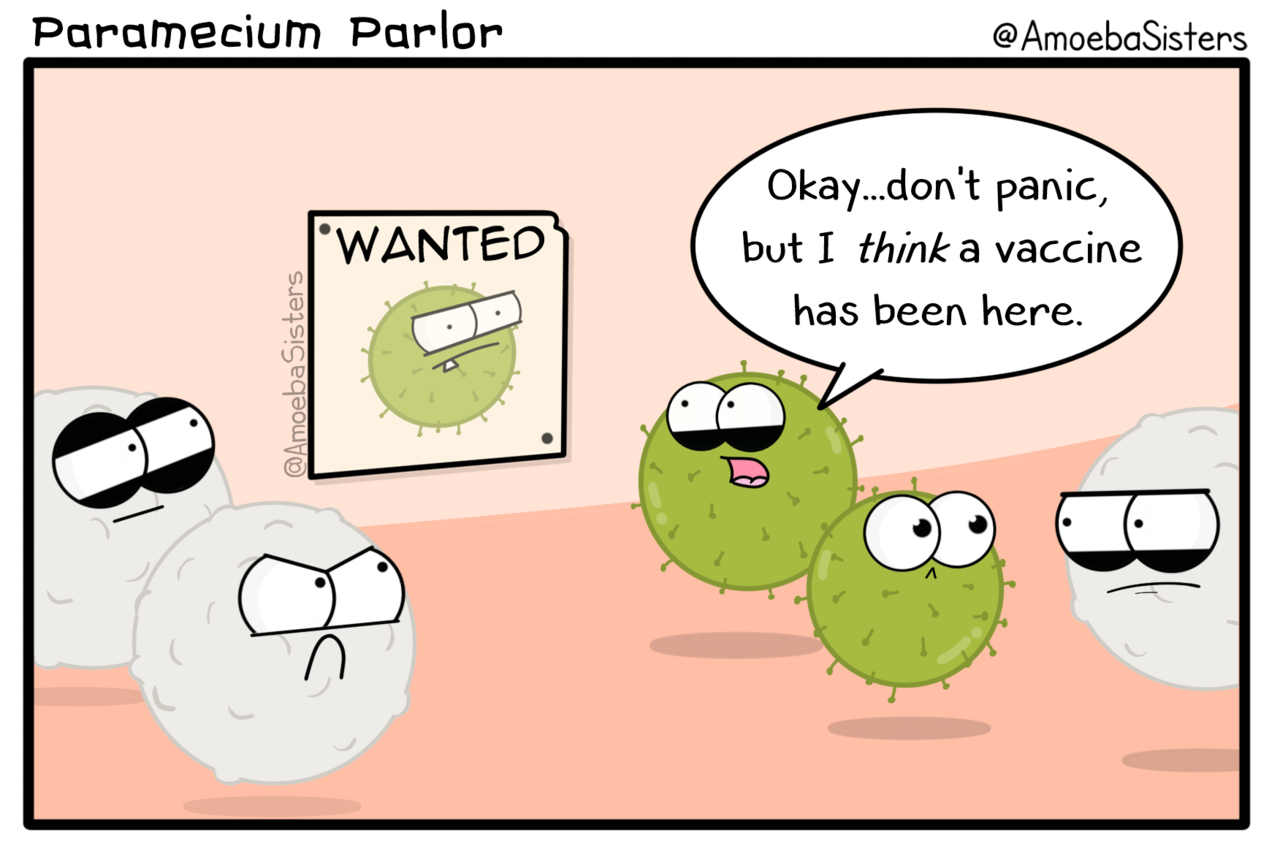 Paramecium Parlor
@AmoebaSisters
Okay...don't panic,
but I think a vaccine
has been here.
WANTED
@AmoebaSisters